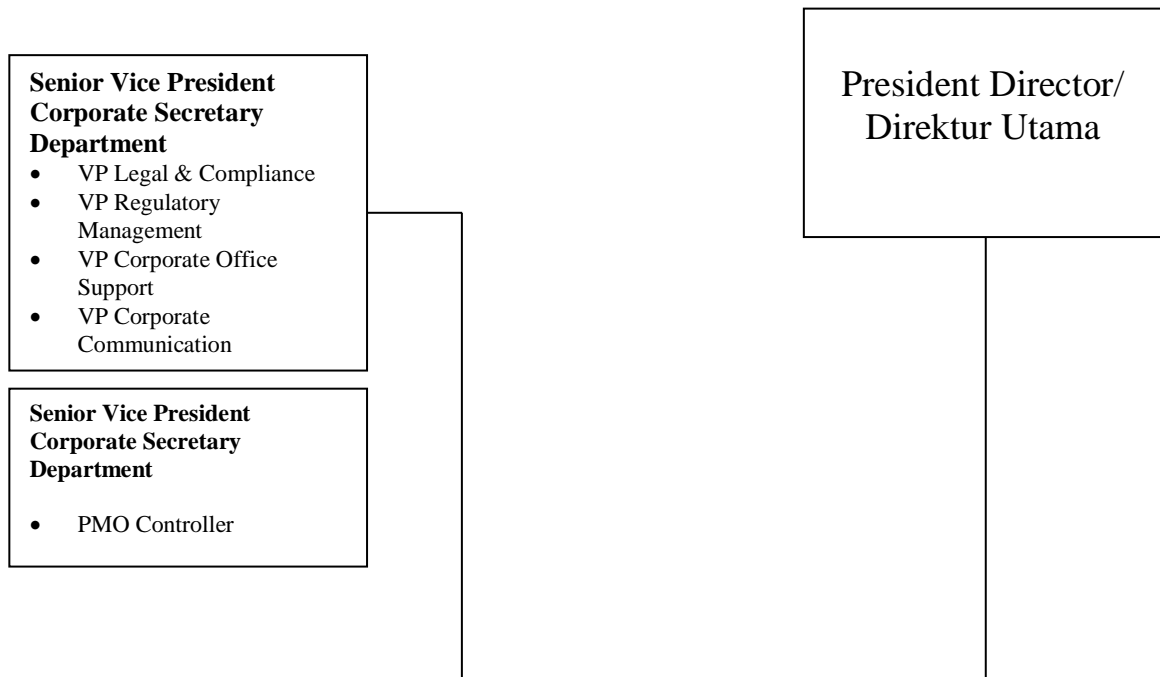 Senior Vice President
Corporate Secretary
Department
• VP Legal & Compliance
• VP Regulatory
Management
• VP Corporate Office
Support
• VP Corporate
Communication
Senior Vice President
Corporate Secretary
Department
• PMO Controller
President Director/
Direktur Utama